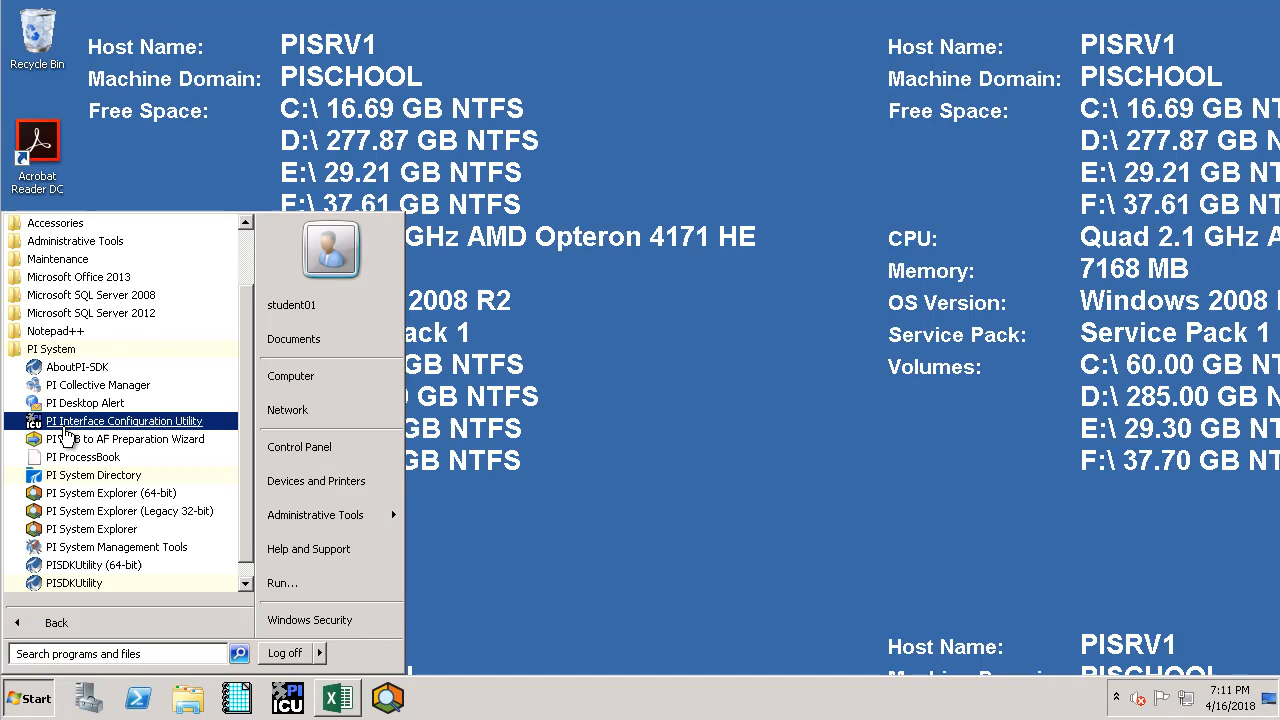 Recycle Bin
Acrobat
Reader DC
Host Name: PISRV1
Machine Domain: PISCHOOL
Free Space: C:\ 16.69 GB NTFS
D:\ 277.87 GB NTFS
E:\ 29.21 GB NTFS
F:\ 37.61 GB NTFS
GHz AMD Opteron 4171 HE
2008 R2
ack 1
GB NTFS
GB NTFS
GB NTFS
GB NTFS
Host Name: PISRV1
Machine Domain: PISCHOOL
Free Space: C:\ 16.69 GB NT
D:\ 277.87 GB N
E:\ 29.21 GB NT
F:\ 37.61 GB NT
CPU: Quad 2.1 GHz A
Memory: 7168 MB
OS Version: Windows 2008
Service Pack: Service Pack 1
Volumes: C:\ 60.00 GB NT
D:\ 285.00 GB N
E:\ 29.30 GB NT
F:\ 37.70 GB NT
Host Name: PISRV1
PISCHOOL
Accessories
Administrative Tools
Maintenance
Microsoft Office 2013
Microsoft SQL Server 2008
Microsoft SQL Server 2012
Notepad++
PI System
AboutPI-SDK
PI Collective Manager
PI Desktop Alert
PI Interface Configuration Utility
PI B to AF Preparation Wizard
PI ProcessBook
PI System Directory
PI System Explorer (64-bit)
PI System Explorer (Legacy 32-bit)
PI System Explorer
PI System Management Tools
PISDKUtility (64-bit)
PISDKUtility
Back
Search programs and files
student01
Documents
Computer
Network
Control Panel
Devices and Printers
Administrative Tools
Help and Support
Run...
Windows Security
Log off
Start
PI
ICU
7:11 PM
4/16/2018